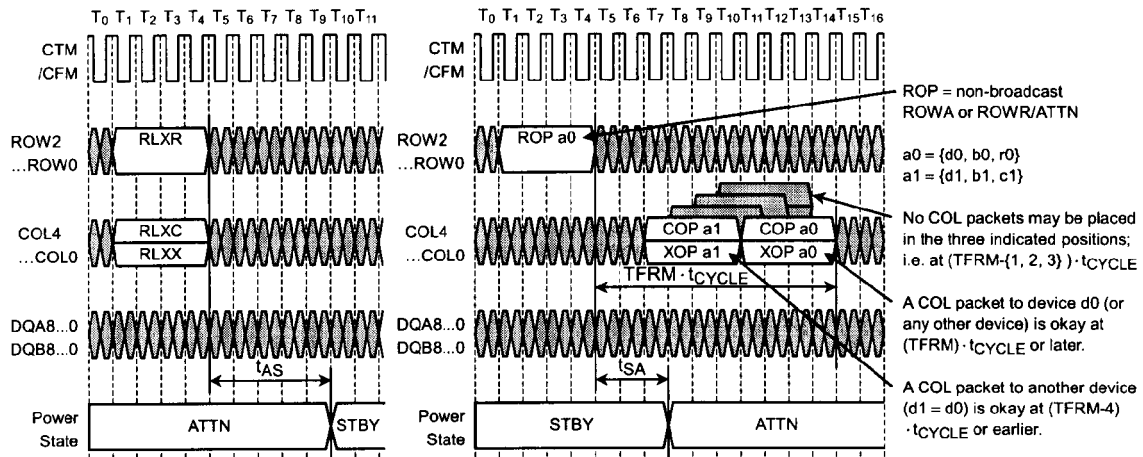 T0 T1 T2 T3 T4 T5 T6 T7 T8 T9 T10 T11
CTM
/CFM
ROW2
...ROW0
RLXR
COL4
...COL0
RLXC
RLXX
DQA8...0
DQB8...0
tAS
Power
State
ATTN
STBY
T0 T1 T2 T3 T4 T5 T6 T7 T8 T9 T10 T11 T12 T13 T14 T15 T16
CTM
/CFM
ROW2
...ROW0
ROP a0
COL4
...COL0
COP a1
COP a0
XOP a1
XOP a0
TFRM · tCYCLE
DQA8...0
DQB8...0
tSA
Power
State
STBY
ATTN
ROP = non-broadcast
ROWA or ROWR/ATTN
a0 = {d0, b0, r0}
a1 = {d1, b1, c1}
No COL packets may be placed
in the three indicated positions;
i.e. at (TFRM-{1, 2, 3}) · tCYCLE
A COL packet to device d0 (or
any other device) is okay at
(TFRM) · tCYCLE or later.
A COL packet to another device
(d1 = d0) is okay at (TFRM-4)
· tCYCLE or earlier.